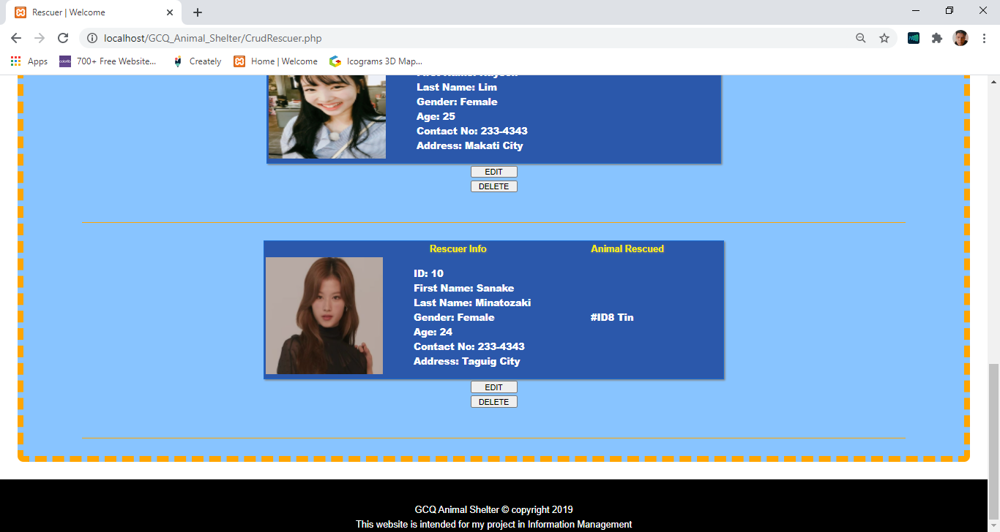 Rescuer | Welcome
localhost/GCQ_Animal_Shelter/CrudRescuer.php
Apps
700+ Free Website...
Creately
Home | Welcome
Icograms 3D Map...
Last Name: Lim
Gender: Female
Age: 25
Contact No: 233-4343
Address: Makati City
EDIT
DELETE
Rescuer Info
Animal Rescued
ID: 10
First Name: Sanake
Last Name: Minatozaki
Gender: Female
#ID8 Tin
Age: 24
Contact No: 233-4343
Address: Taguig City
EDIT
DELETE
GCQ Animal Shelter © copyright 2019
This website is intended for my project in Information Management